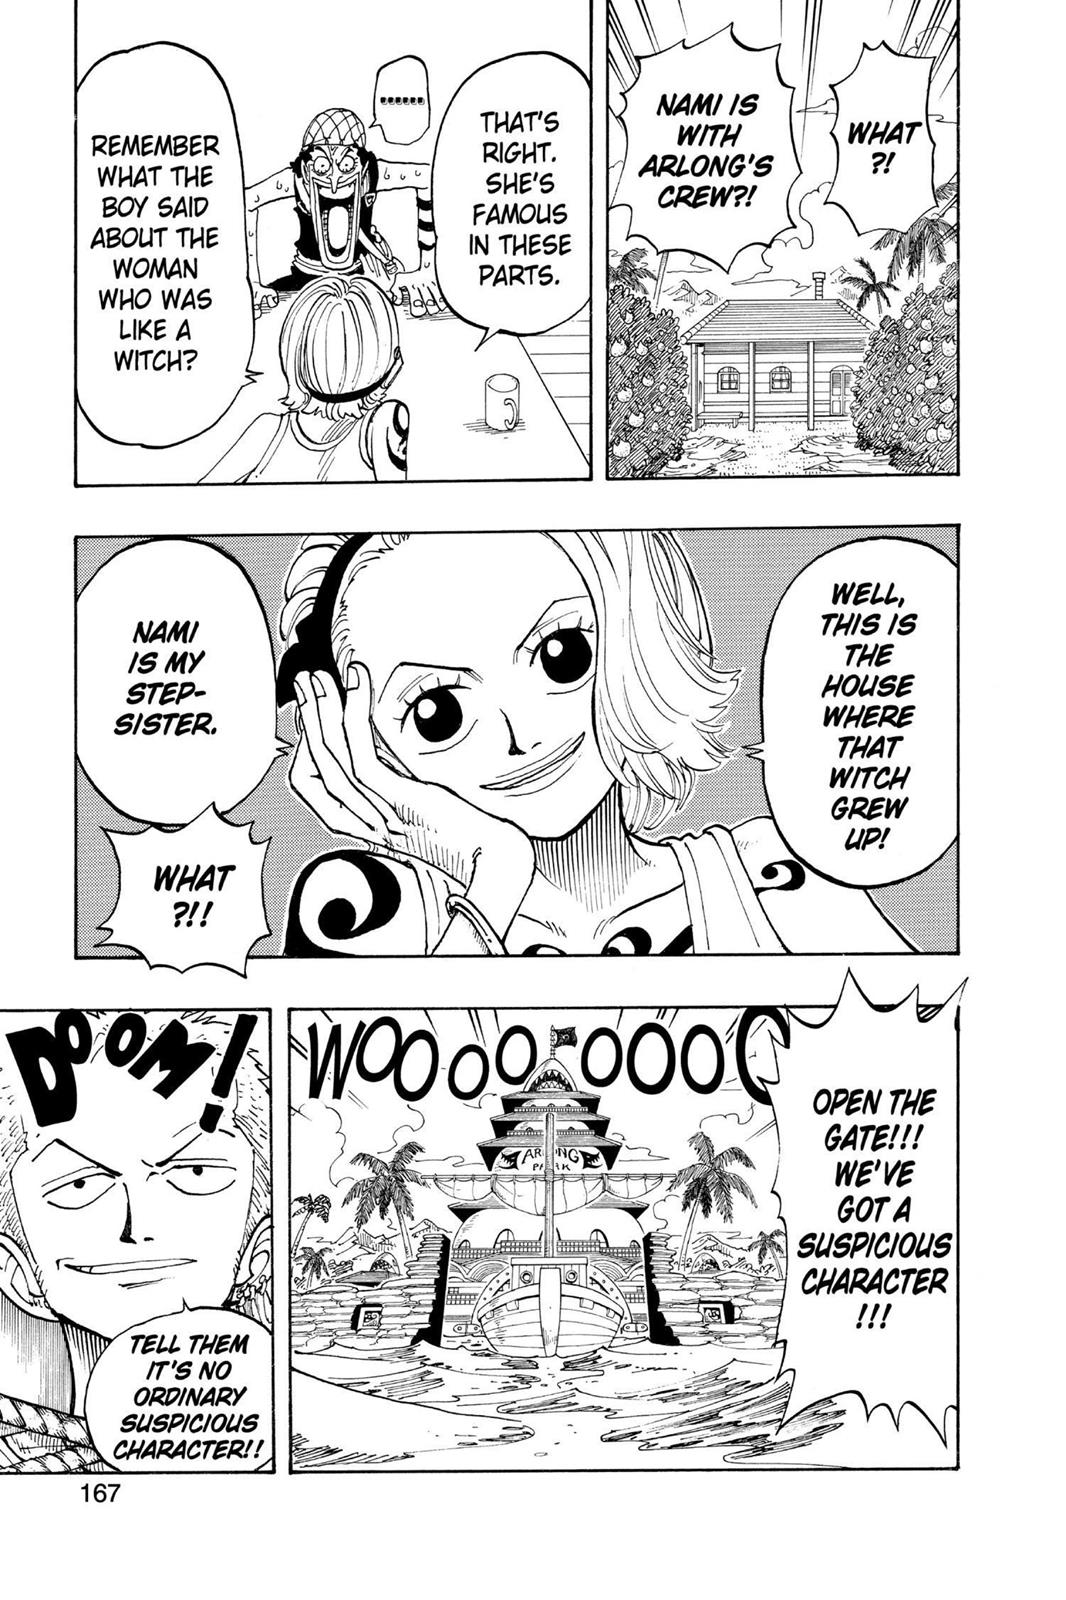 WHAT
?!
NAMI IS
WITH
ARLONG'S
CREW?!
THAT'S
RIGHT.
SHE'S
FAMOUS
IN THESE
PARTS.
......
REMEMBER
WHAT THE
BOY SAID
ABOUT THE
WOMAN
WHO WAS
LIKE A
WITCH?
WELL,
THIS IS
THE
HOUSE
WHERE
THAT
WITCH
GREW
UP!
NAMI
IS MY
STEP-
SISTER.
WHAT
?!!
OPEN THE
GATE!!!
WE'VE
GOT A
SUSPICIOUS
CHARACTER
!!!
WOOOOOOOO
ARLONG
PARK
DOOM!
TELL THEM
IT'S NO
ORDINARY
SUSPICIOUS
CHARACTER!!
167